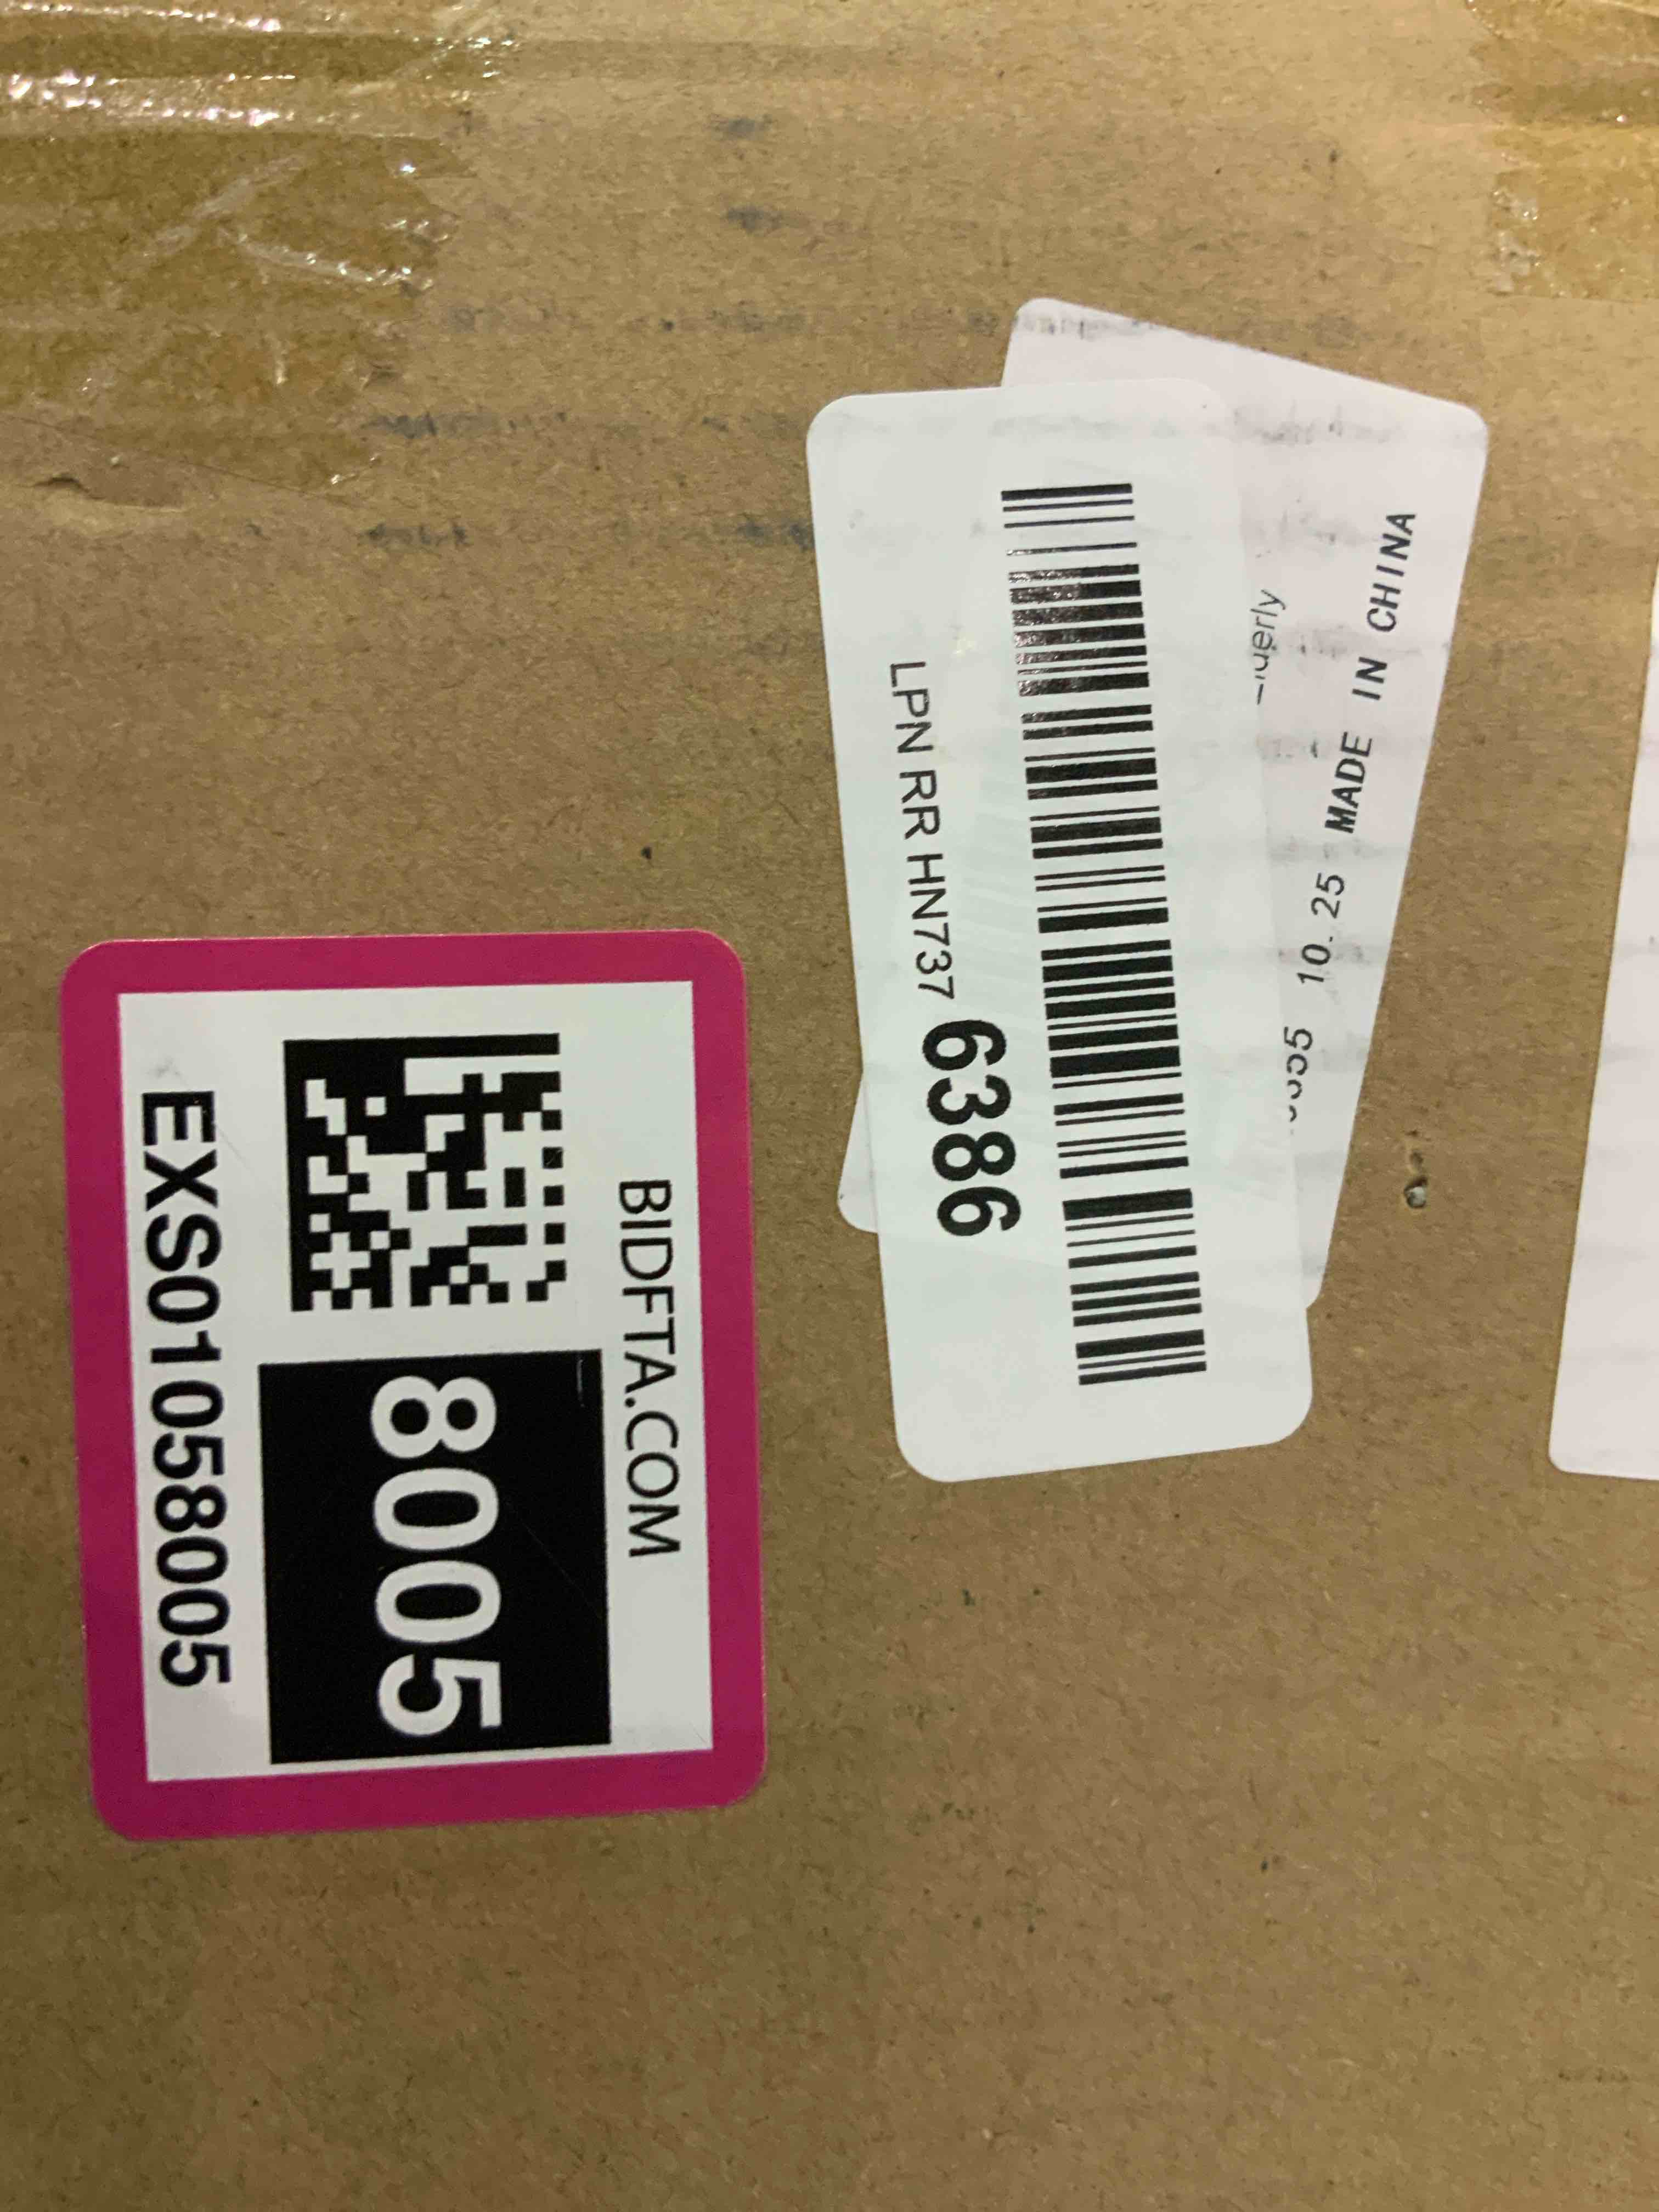 BIDFTA.COM
8005
EXS01058005
LPN RR HN737 6386
10.25 MADE IN CHINA